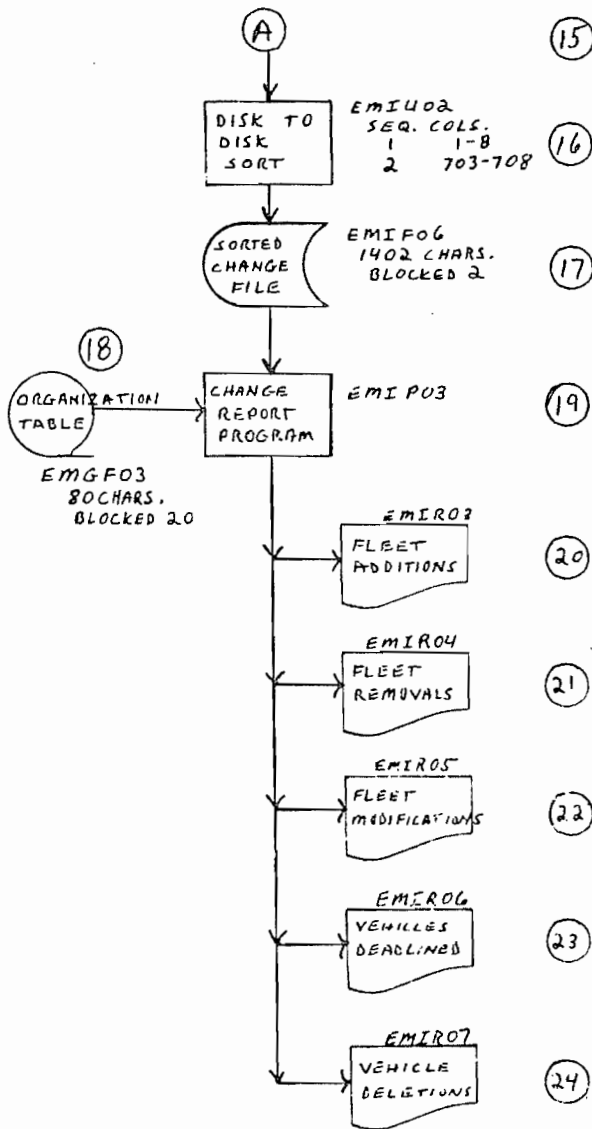 A
15
DISK TO
DISK
SORT
EMIU02
SEQ. COLS.
1 1-8
2 703-708
16
SORTED
CHANGE
FILE
EMIF06
1402 CHARS.
BLOCKED 2
17
18
ORGANIZATION
TABLE
EMGF03
80 CHARS.
BLOCKED 20
CHANGE
REPORT
PROGRAM
EMIP03
19
EMIR03
FLEET
ADDITIONS
20
EMIR04
FLEET
REMOVALS
21
EMIR05
FLEET
MODIFICATIONS
22
EMIR06
VEHICLES
DEADLINED
23
EMIR07
VEHICLE
DELETIONS
24